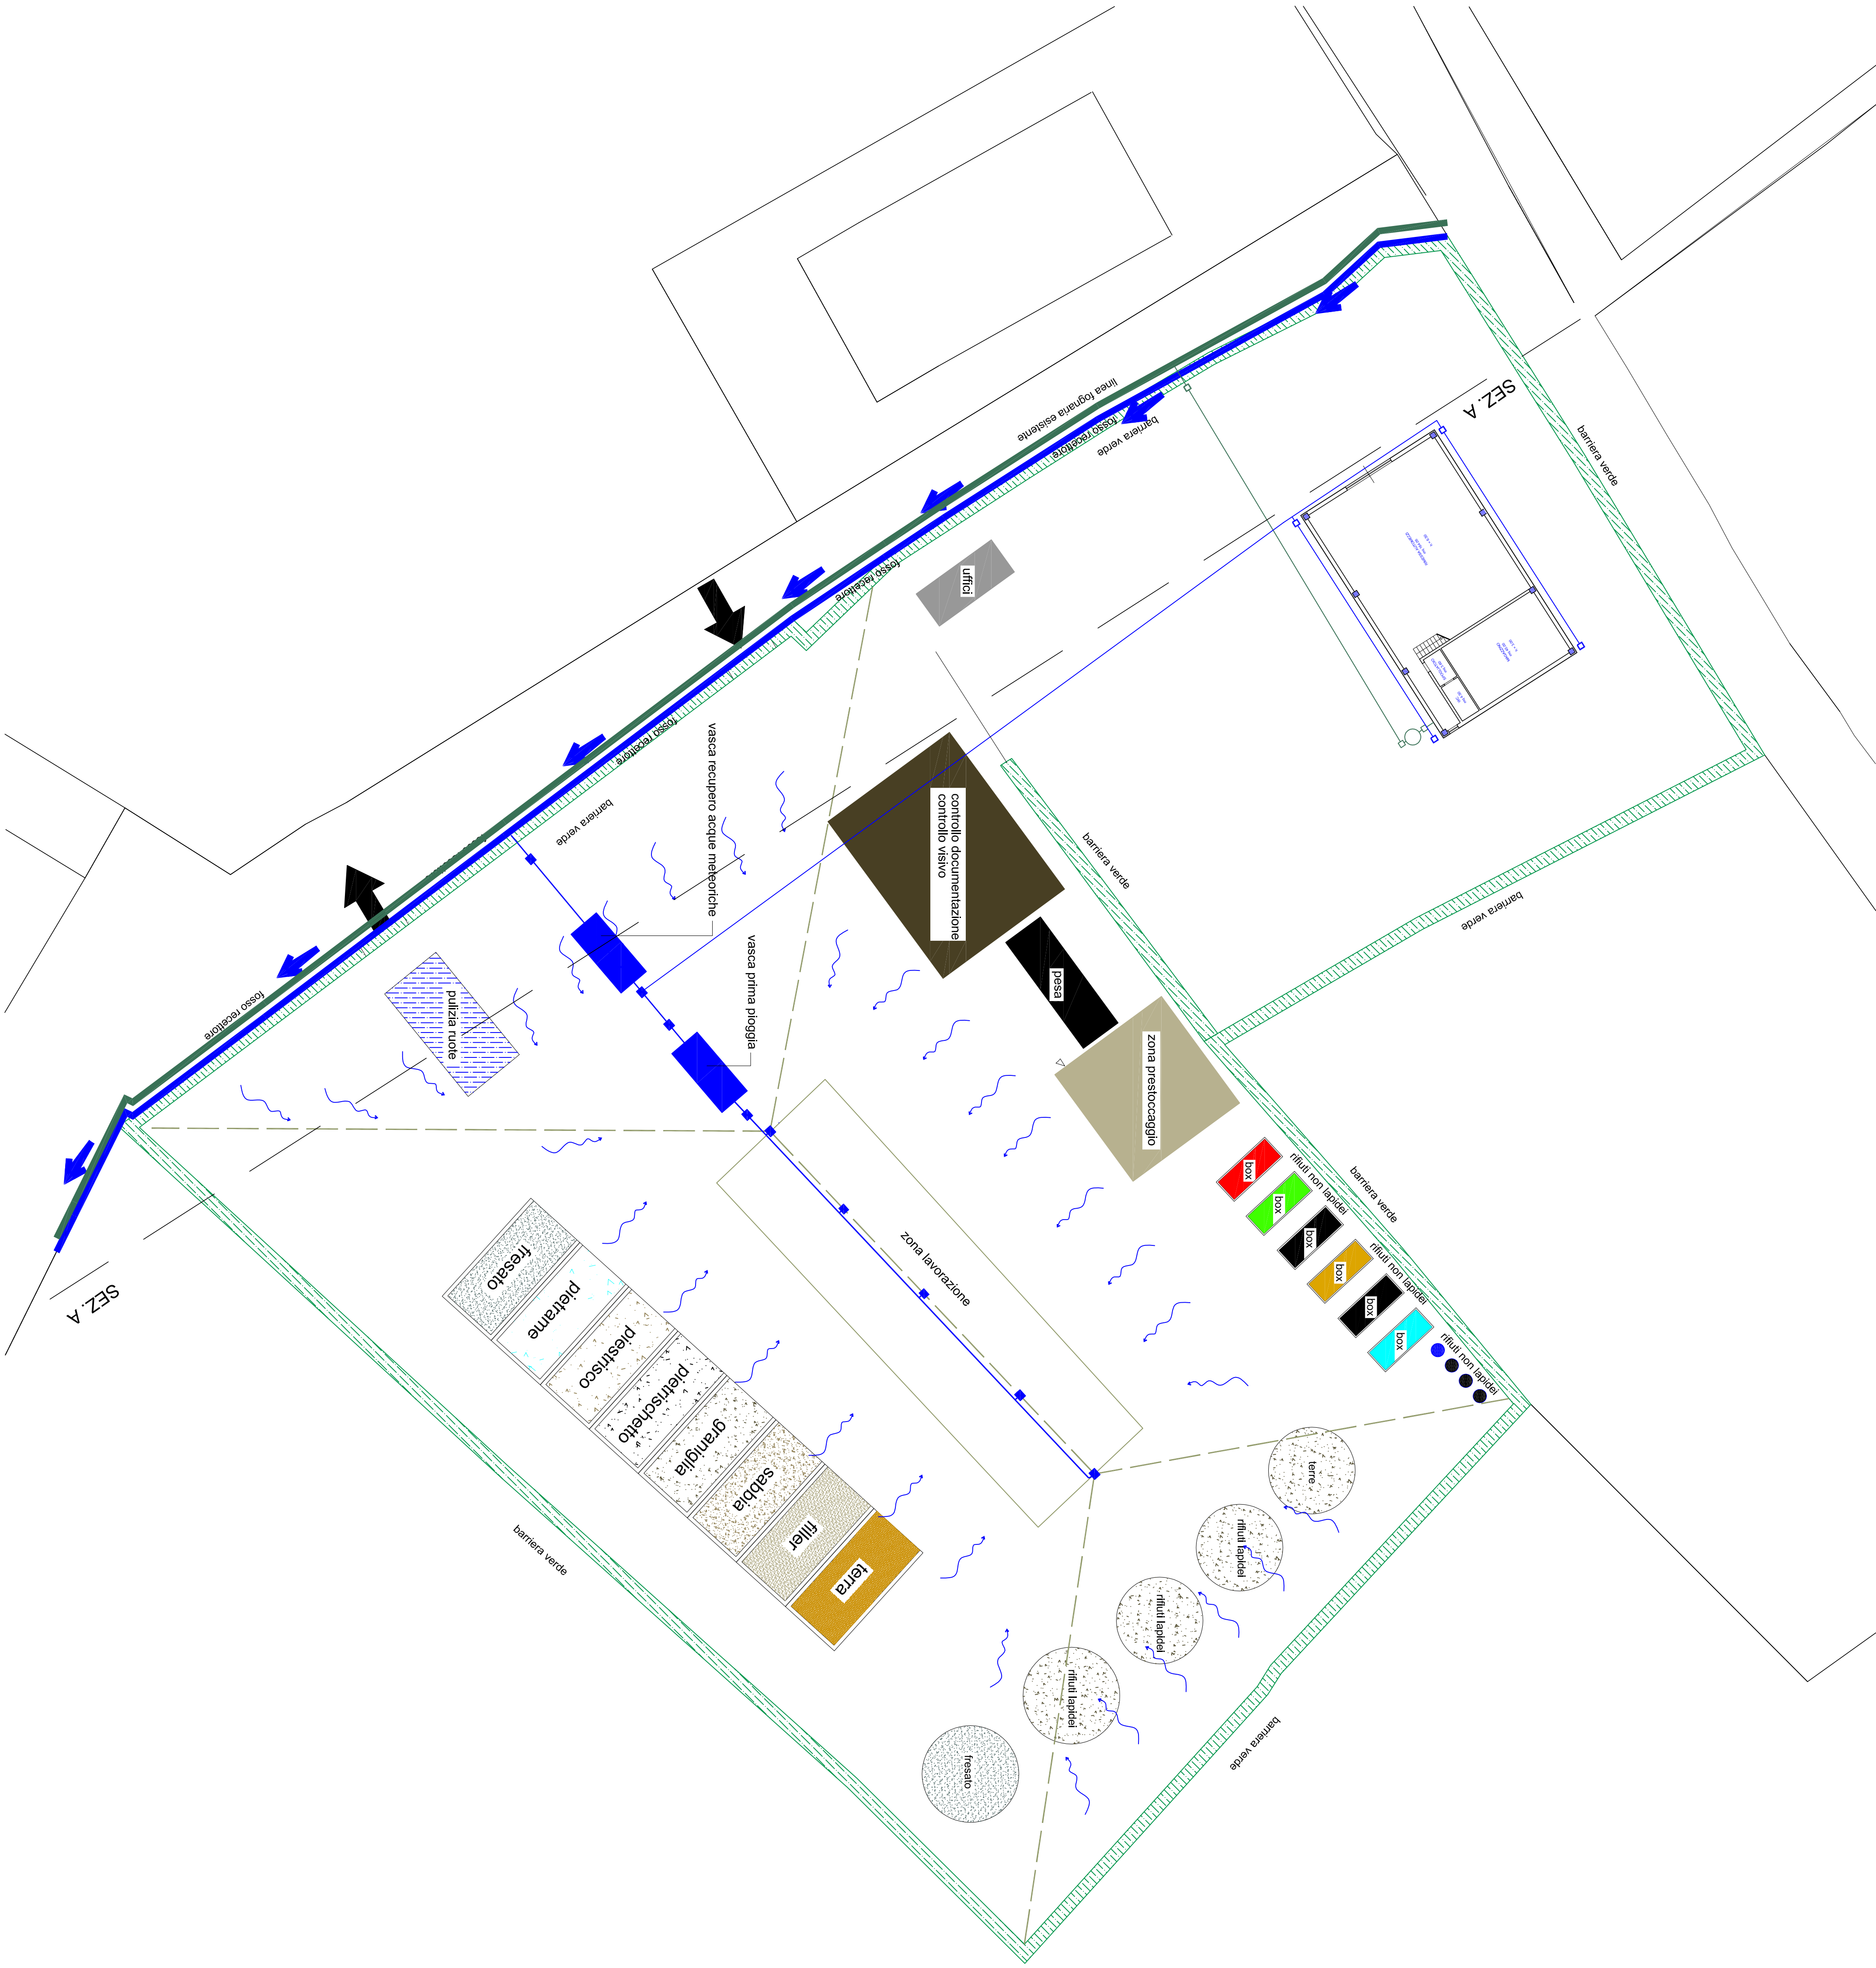 SEZ. A
barriera verde
linea fognaria esistente
fosso recettore
barriera verde
uffici
fosso recettore
fosso recettore
barriera verde
vasca recupero acque meteoriche
controllo documentazione
controllo visivo
barriera verde
barriera verde
pesa
vasca prima pioggia
pulizia ruote
fosso recettore
zona prestoccaggio
barriera verde
rifiuti non lapidei
box
box
box
rifiuti non lapidei
box
box
box
rifiuti non lapidei
zona lavorazione
SEZ. A
fresato
pietrame
piestrisco
pietrischetto
graniglia
sabbia
filler
terra
terre
rifiuti lapidei
rifiuti lapidei
rifiuti lapidei
fresato
barriera verde
barriera verde